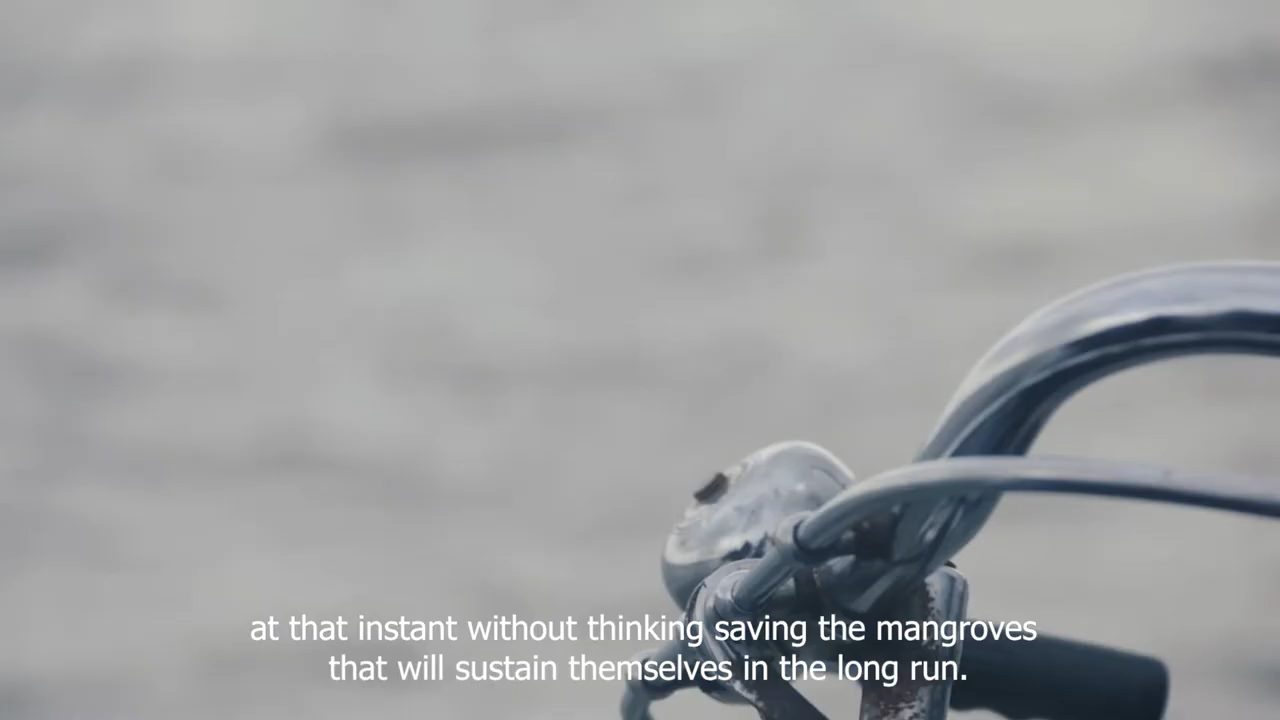 at that instant without thinking saving the mangroves
that will sustain themselves in the long run.